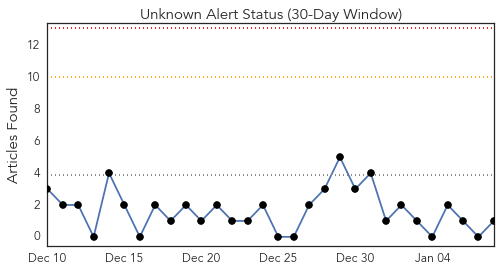 Unknown Alert Status (30-Day Window)
Articles Found
12
10
8
6
4
2
0
Dec 10 Dec 15 Dec 20 Dec 25 Dec 30 Jan 04